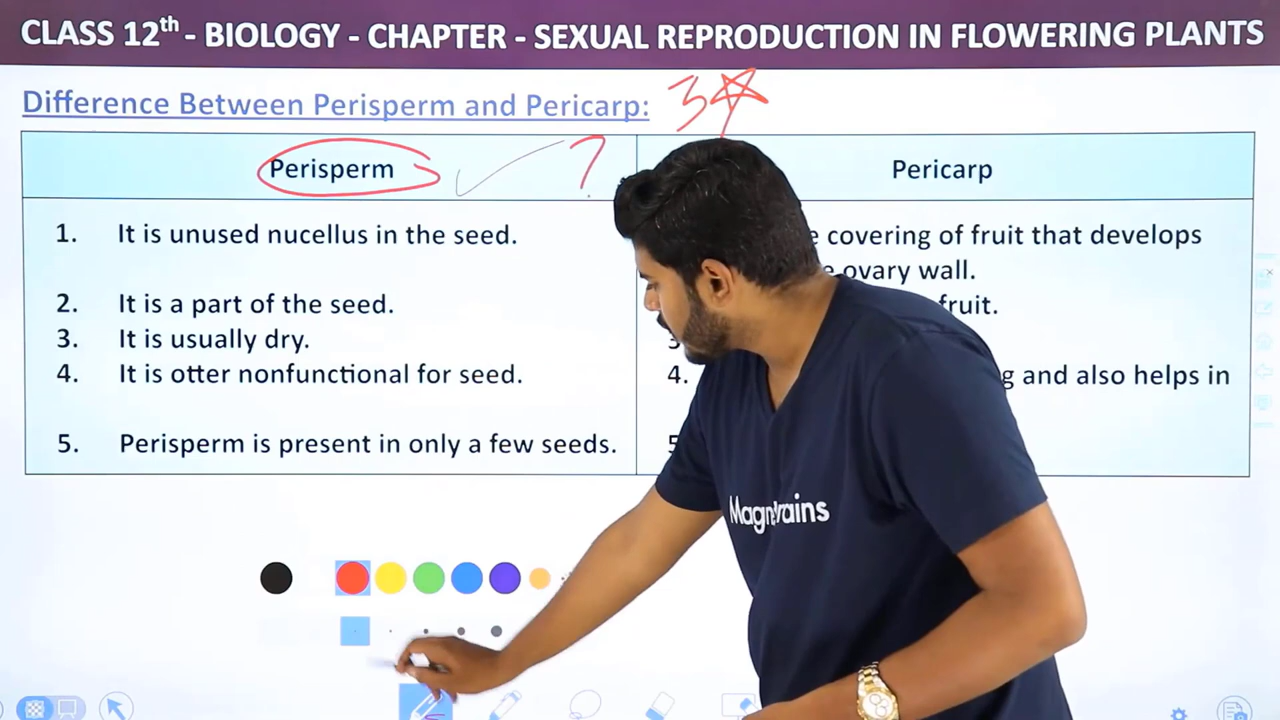 CLASS 12th - BIOLOGY - CHAPTER - SEXUAL REPRODUCTION IN FLOWERING PLANTS
Difference Between Perisperm and Pericarp: 3
Perisperm ?
Pericarp
1. It is unused nucellus in the seed.
2. It is a part of the seed.
3. It is usually dry.
4. It is otter nonfunctional for seed.
5. Perisperm is present in only a few seeds.
covering of fruit that develops
ovary wall.
fruit.
3
4. and also helps in
5